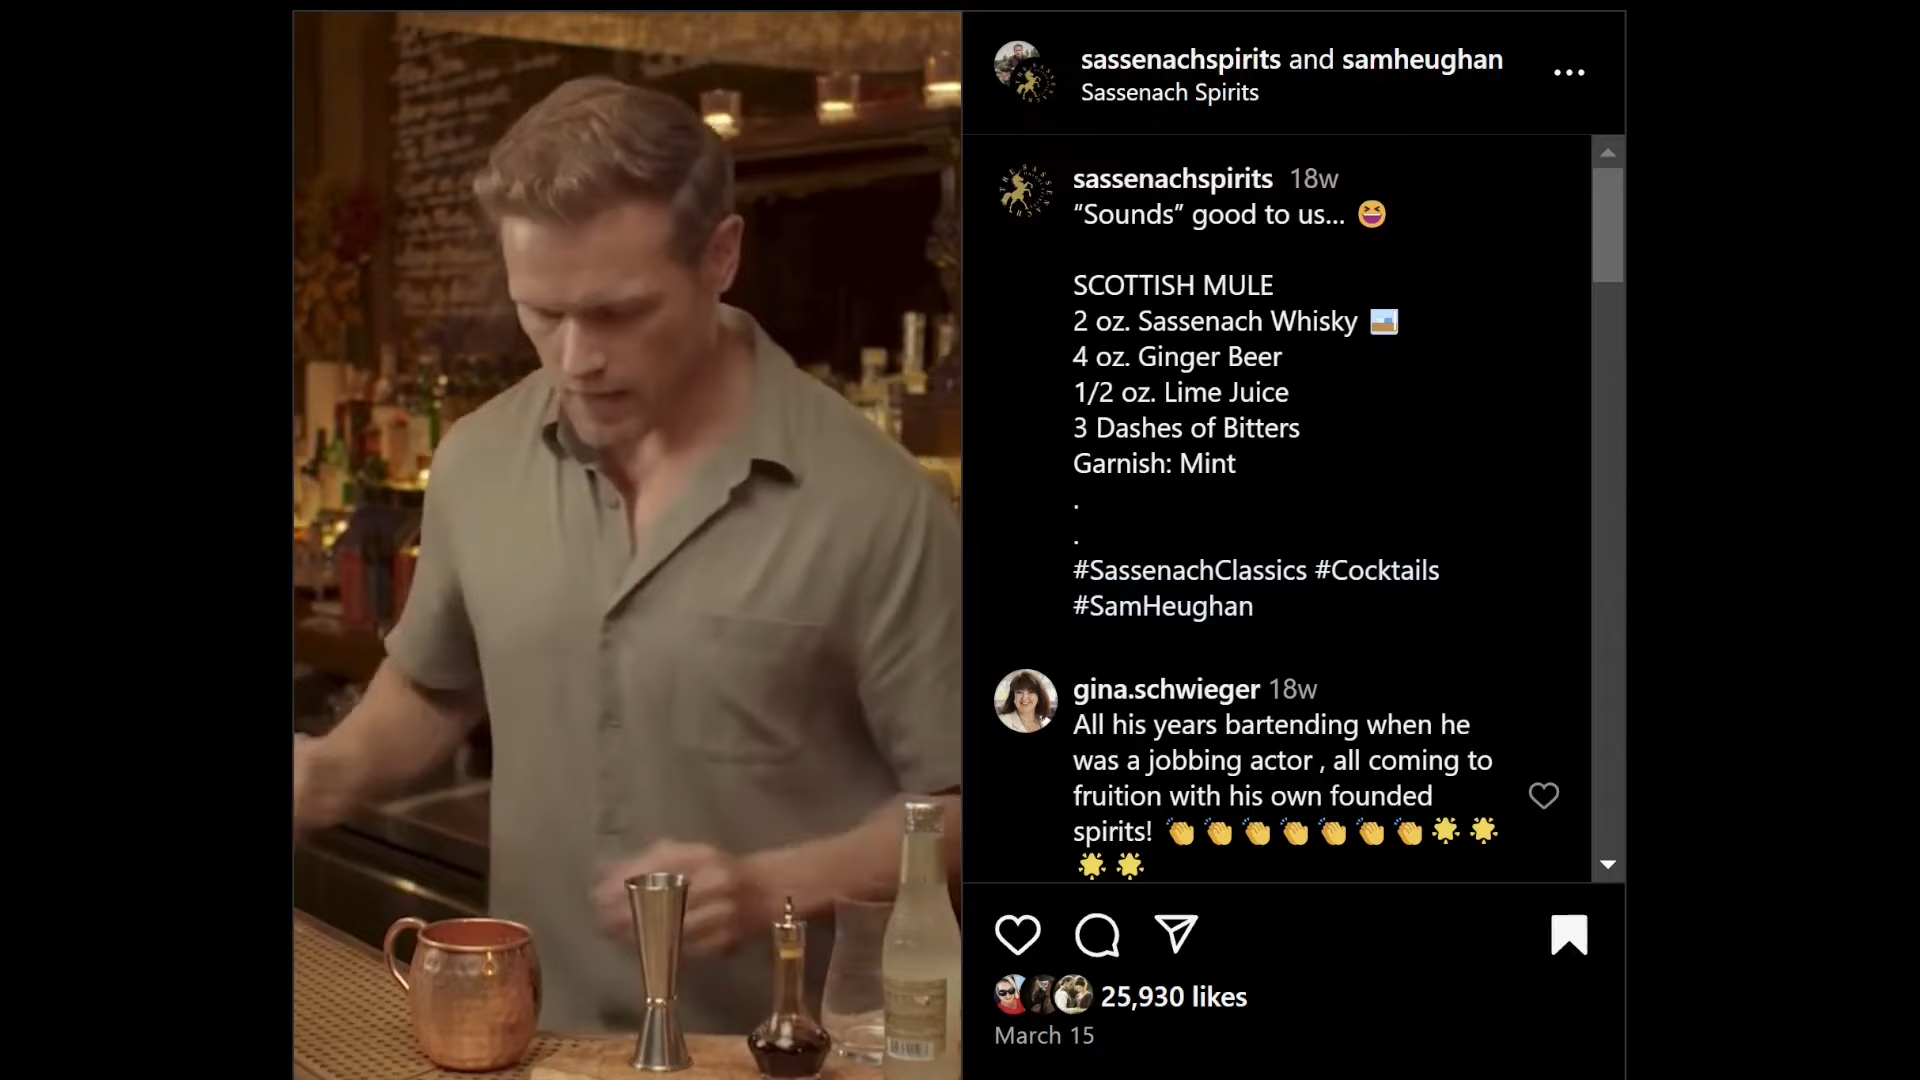 sassenachspirits and samheughan
Sassenach Spirits
sassenachspirits 18w
“Sounds” good to us... 😆
SCOTTISH MULE
2 oz. Sassenach Whisky
4 oz. Ginger Beer
1/2 oz. Lime Juice
3 Dashes of Bitters
Garnish: Mint
.
.
#SassenachClassics #Cocktails
#SamHeughan
gina.schwieger 18w
All his years bartending when he
was a jobbing actor , all coming to
fruition with his own founded
spirits! 👏👏👏👏👏👏👏🌟🌟
🌟🌟
25,930 likes
March 15